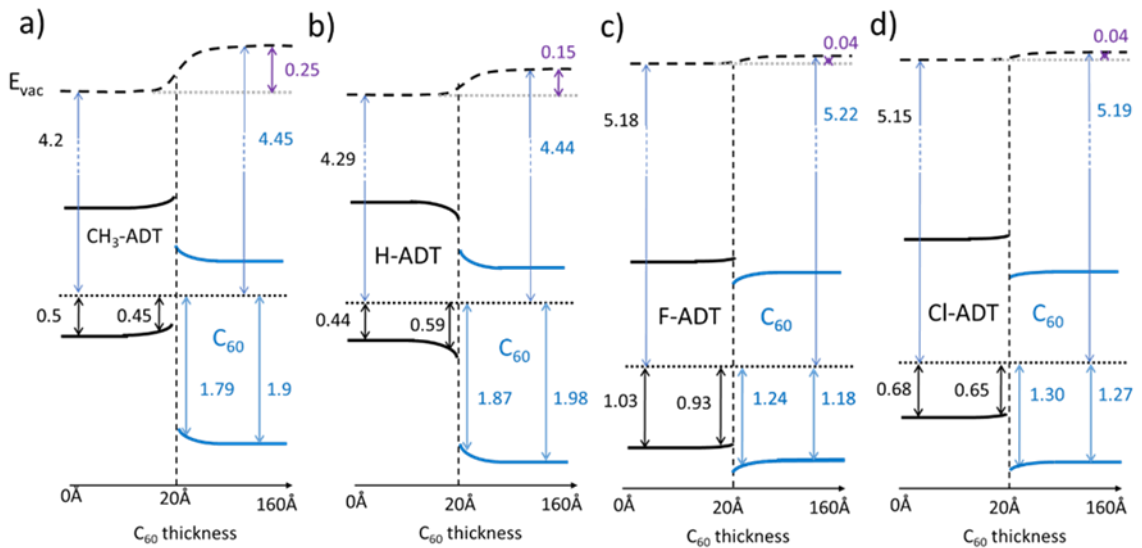 a)
0.25
E_vac
4.2
4.45
CH₃-ADT
0.5
0.45
C₆₀
1.79
1.9
0Å
20Å
160Å
C₆₀ thickness
b)
0.15
4.29
4.44
H-ADT
0.44
0.59
C₆₀
1.87
1.98
0Å
20Å
160Å
C₆₀ thickness
c)
0.04
5.18
5.22
F-ADT
C₆₀
1.03
0.93
1.24
1.18
0Å
20Å
160Å
C₆₀ thickness
d)
0.04
5.15
5.19
Cl-ADT
C₆₀
0.68
0.65
1.30
1.27
0Å
20Å
160Å
C₆₀ thickness